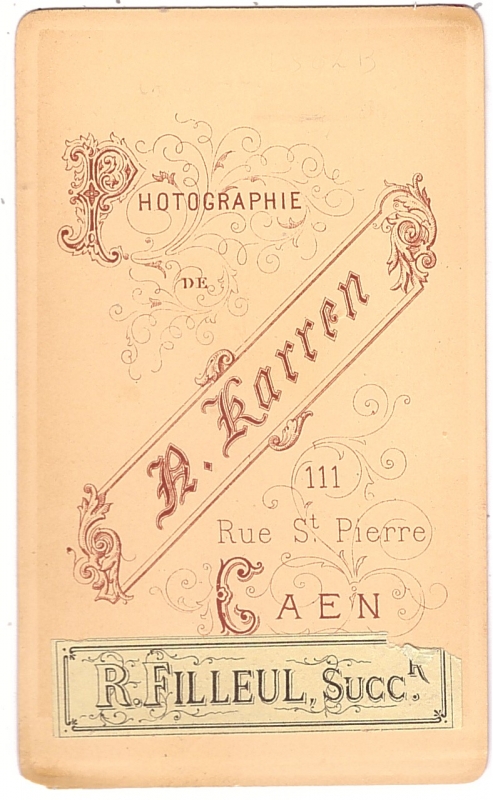 PHOTOGRAPHIE
DE
A. Karren
111
Rue St Pierre
CAEN
R. FILLEUL, SUCCR.